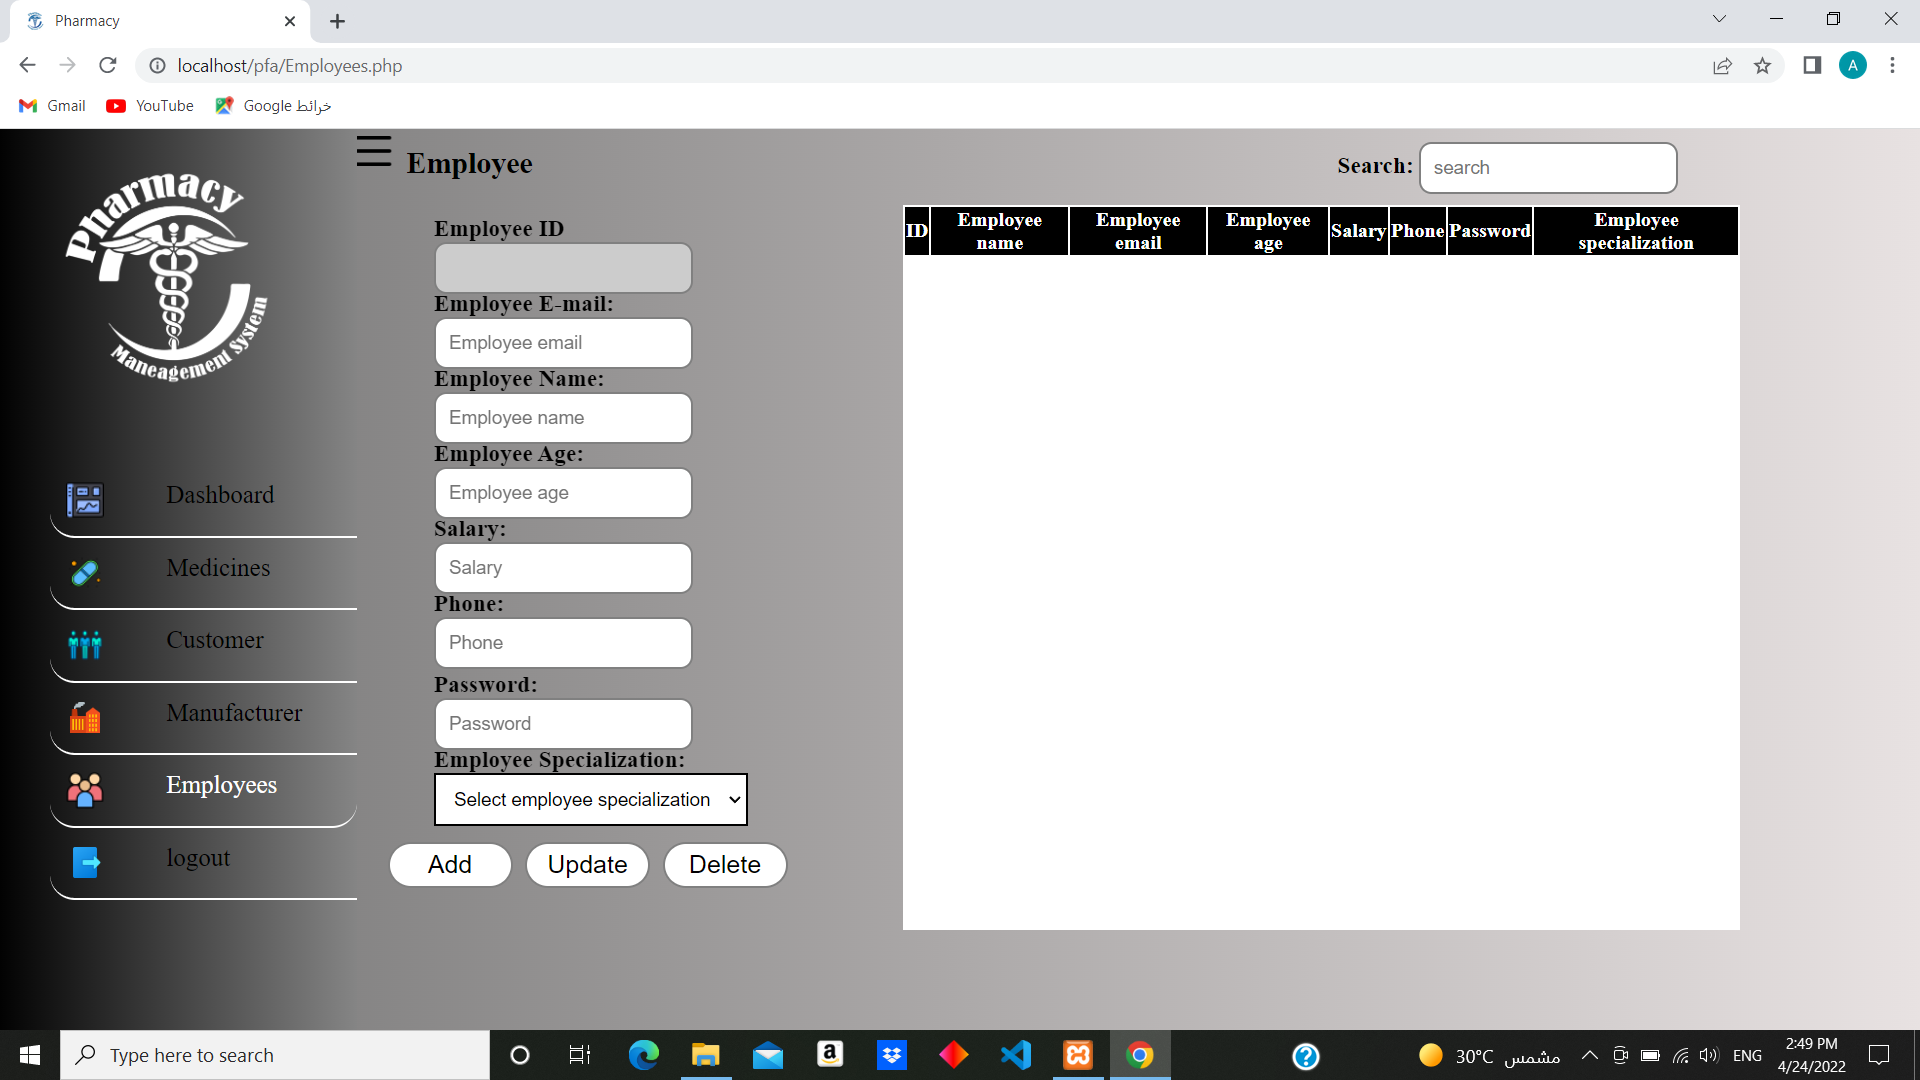 Pharmacy
localhost/pfa/Employees.php
A
Gmail
YouTube
Google خرائط
Pharmacy
Maneagement System
Dashboard
Medicines
Customer
Manufacturer
Employees
logout
Employee
Search:
search
Employee ID
Employee E-mail:
Employee email
Employee Name:
Employee name
Employee Age:
Employee age
Salary:
Salary
Phone:
Phone
Password:
Password
Employee Specialization:
Select employee specialization
Add Update Delete
ID Employee name Employee email Employee age Salary Phone Password Employee specialization
Type here to search
a
30°C مشمس
ENG
2:49 PM
4/24/2022